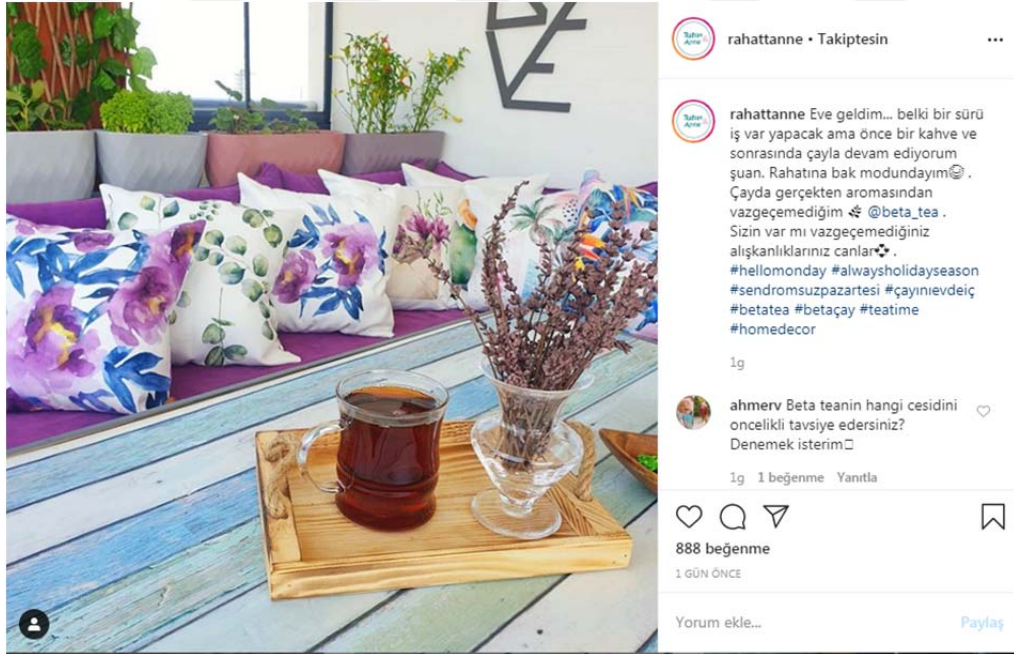 rahattanne • Takiptesin
rahattanne Eve geldim... belki bir sürü
iş var yapacak ama önce bir kahve ve
sonrasında çayla devam ediyorum
şuan. Rahatına bak modundayım😅 .
Çayda gerçekten aromasından
vazgeçemediğim 🌿 @beta_tea .
Sizin var mı vazgeçemediğiniz
alışkanlıklarınız canlar💠 .
#hellomonday #alwaysholidayseason
#sendromsuzpazartesi #çayınıevdeiç
#betatea #betaçay #teatime
#homedecor
1g
ahmerv Beta teanin hangi cesidini
oncelikli tavsiye edersiniz?
Denemek isterim
1g 1 beğenme Yanıtla
888 beğenme
1 GÜN ÖNCE
Yorum ekle... Paylaş